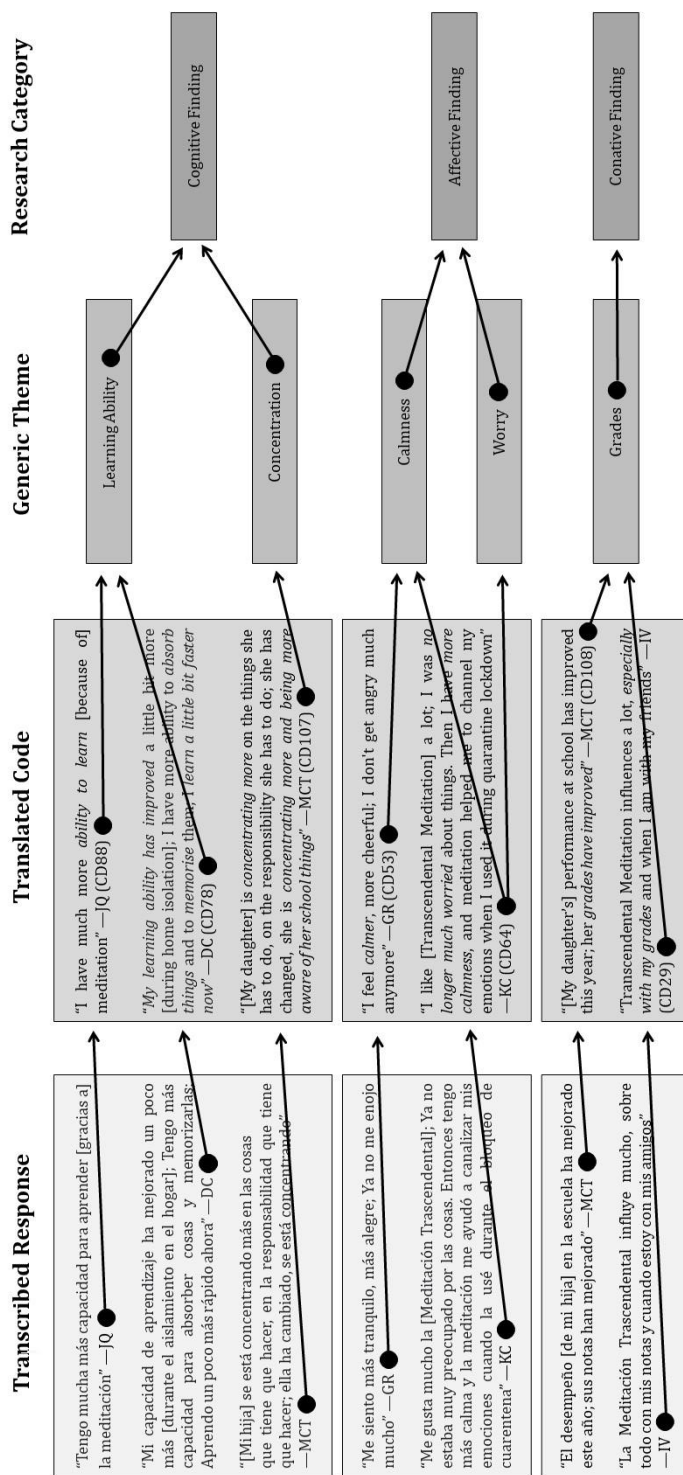 Transcribed Response
Translated Code
Generic Theme
Research Category
“Tengo mucha más capacidad para aprender [gracias a]
la meditación” —JQ
“Mi capacidad de aprendizaje ha mejorado un poco
más [durante el aislamiento en el hogar]; Tengo más
capacidad para absorber cosas y memorizarlas;
Aprendo un poco más rápido ahora” —DC
“[Mi hija] se está concentrando más en las cosas
que tiene que hacer, en la responsabilidad que tiene
que hacer; ella ha cambiado, se está concentrando”
—MCT
“I have much more ability to learn [because of]
meditation” —JQ (CD88)
“My learning ability has improved a little bit more
[during home isolation]; I have more ability to absorb
things and to memorise them; I learn a little bit faster
now” —DC (CD78)
“[My daughter] is concentrating more on the things she
has to do, on the responsibility she has to do; she has
changed, she is concentrating more and being more
aware of her school things” —MCT (CD107)
Learning Ability
Concentration
Cognitive Finding
“Me siento más tranquilo, más alegre; Ya no me enojo
mucho” —GR
“Me gusta mucho la [Meditación Trascendental]; Ya no
estaba muy preocupado por las cosas. Entonces tengo
más calma y la meditación me ayudó a canalizar mis
emociones cuando la usé durante el bloqueo de
cuarentena” —KC
“I feel calmer, more cheerful; I don't get angry much
anymore” —GR (CD53)
“I like [Transcendental Meditation] a lot; I was no
longer much worried about things. Then I have more
calmness, and meditation helped me to channel my
emotions when I used it during quarantine lockdown”
—KC (CD64)
Calmness
Worry
Affective Finding
“El desempeño [de mi hija] en la escuela ha mejorado
este año; sus notas han mejorado” —MCT
“La Meditación Trascendental influye mucho, sobre
todo con mis notas y cuando estoy con mis amigos”
—IV
“[My daughter's] performance at school has improved
this year; her grades have improved” —MCT (CD108)
“Transcendental Meditation influences a lot, especially
with my grades and when I am with my friends” —IV
(CD29)
Grades
Conative Finding